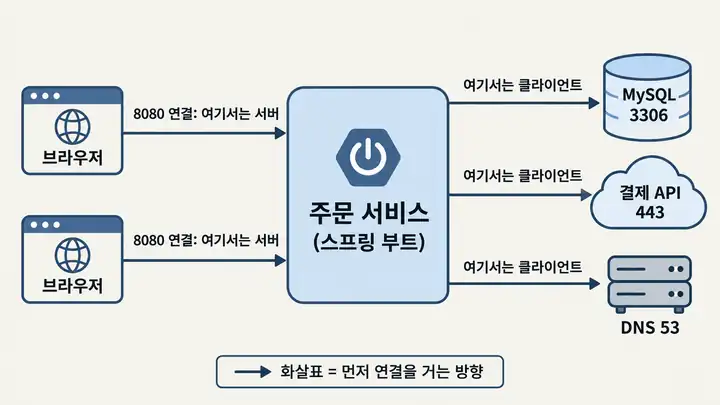 브라우저
8080 연결: 여기서는 서버
브라우저
8080 연결: 여기서는 서버
주문 서비스
(스프링 부트)
여기서는 클라이언트
MySQL
3306
여기서는 클라이언트
결제 API
443
여기서는 클라이언트
DNS 53
화살표 = 먼저 연결을 거는 방향